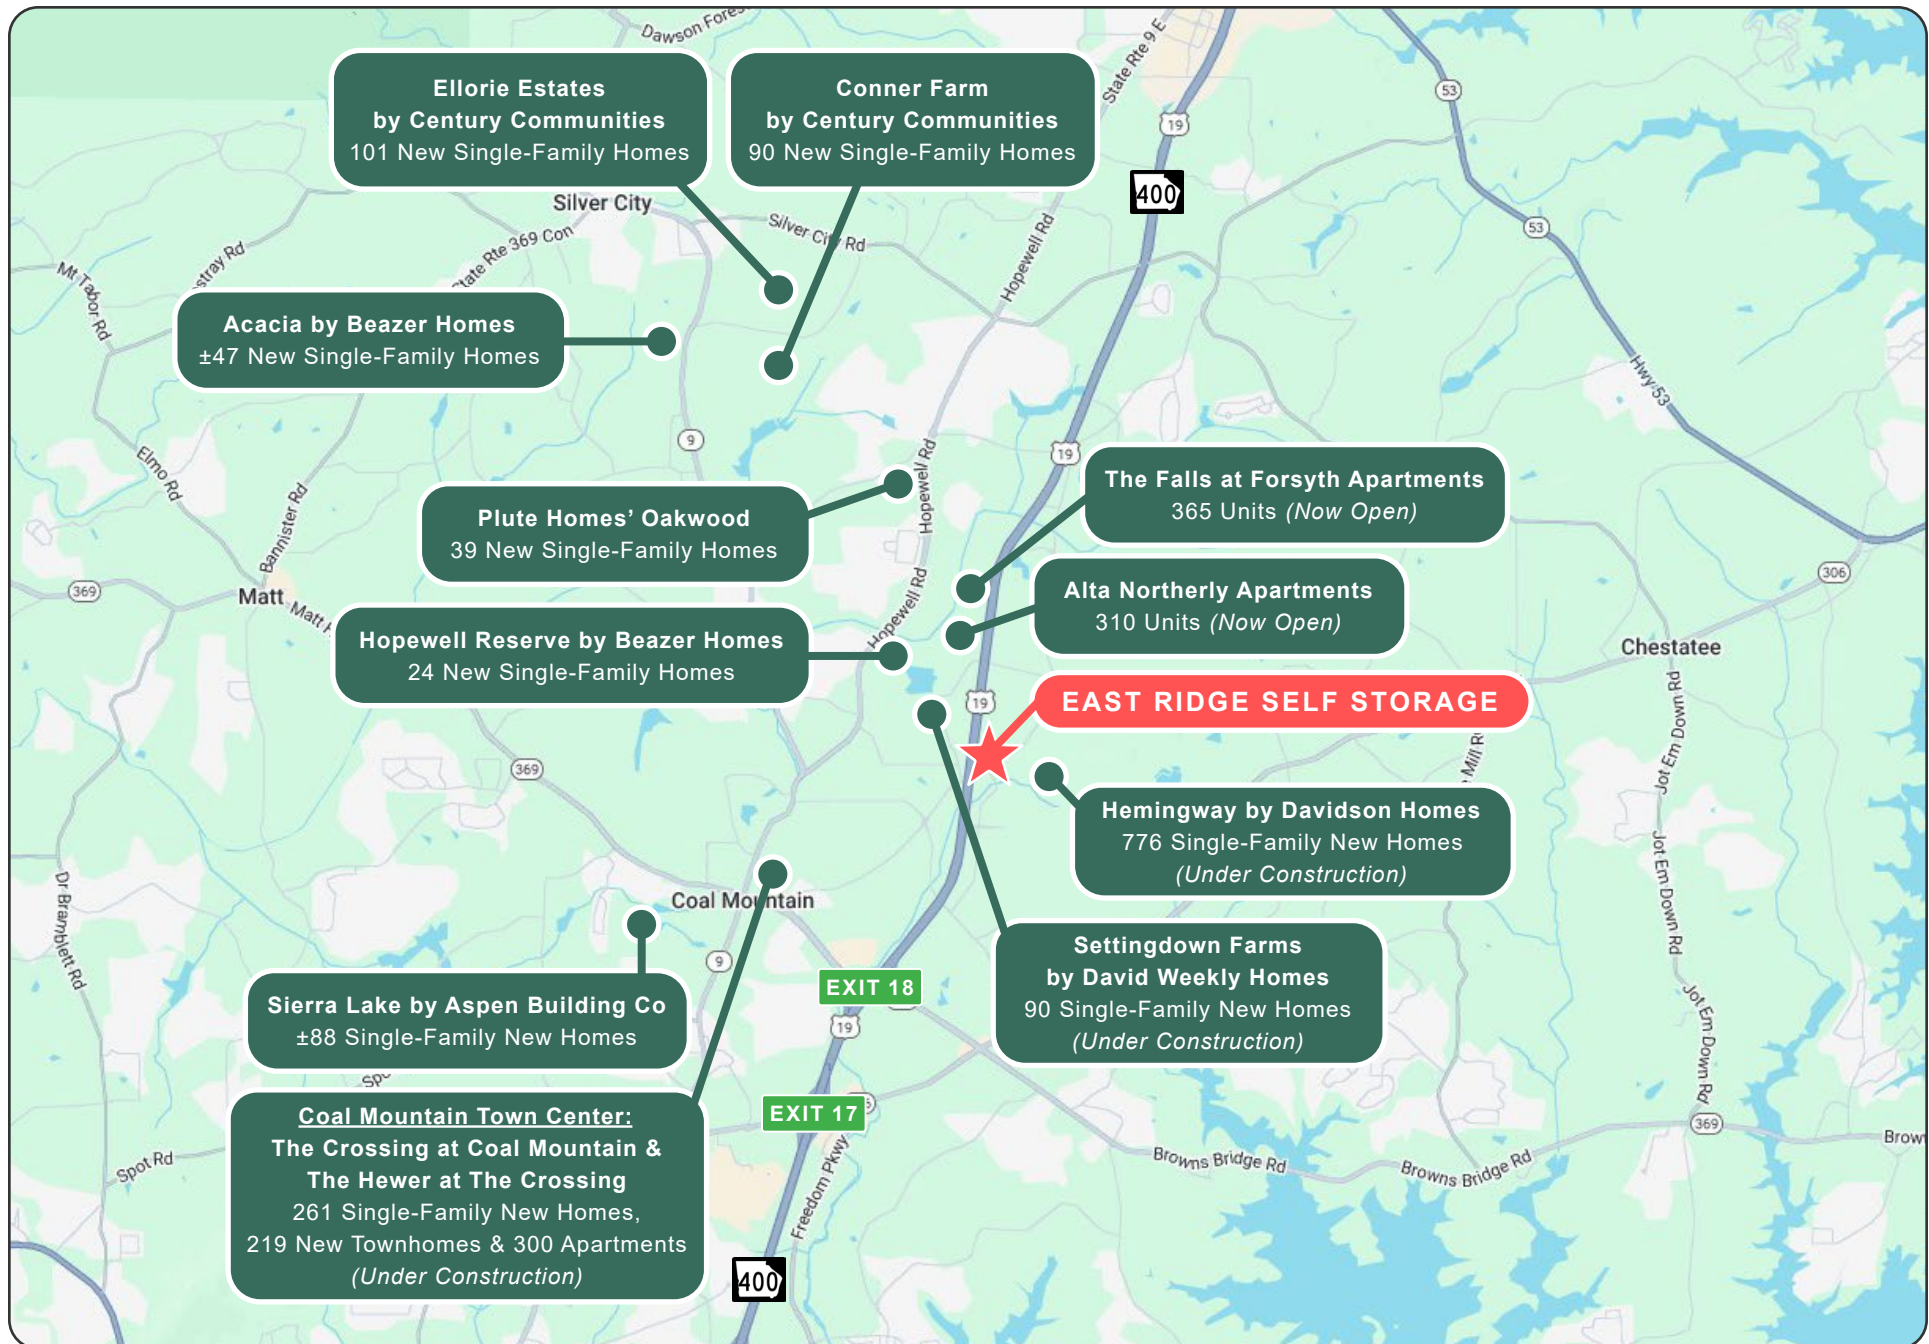 Dawson Fores
State Rte 9 E
53
Ellorie Estates
by Century Communities
101 New Single-Family Homes
Conner Farm
by Century Communities
90 New Single-Family Homes
19
400
Silver City
Silver City Rd
Hopewell Rd
53
State Rte 369 Con
stray Rd
Mt Tabor Rd
Acacia by Beazer Homes
±47 New Single-Family Homes
Hwy 53
9
Elmo Rd
Hopewell Rd
19
The Falls at Forsyth Apartments
365 Units (Now Open)
Plute Homes’ Oakwood
39 New Single-Family Homes
Bannister Rd
306
369
Matt
Matt H
Hopewell Rd
Alta Northerly Apartments
310 Units (Now Open)
Hopewell Reserve by Beazer Homes
24 New Single-Family Homes
Chestatee
19
EAST RIDGE SELF STORAGE
Jot Em Down Rd
Mill R
369
Hemingway by Davidson Homes
776 Single-Family New Homes
(Under Construction)
Jot Em Down Rd
Dr Bramblett Rd
Coal Mountain
Settingdown Farms
by David Weekly Homes
90 Single-Family New Homes
(Under Construction)
9
EXIT 18
19
Sierra Lake by Aspen Building Co
±88 Single-Family New Homes
Jot Em Down Rd
Spo
EXIT 17
Coal Mountain Town Center:
The Crossing at Coal Mountain &
The Hewer at The Crossing
261 Single-Family New Homes,
219 New Townhomes & 300 Apartments
(Under Construction)
369
Brow
Spot Rd
Browns Bridge Rd
Browns Bridge Rd
Freedom Pkwy
400